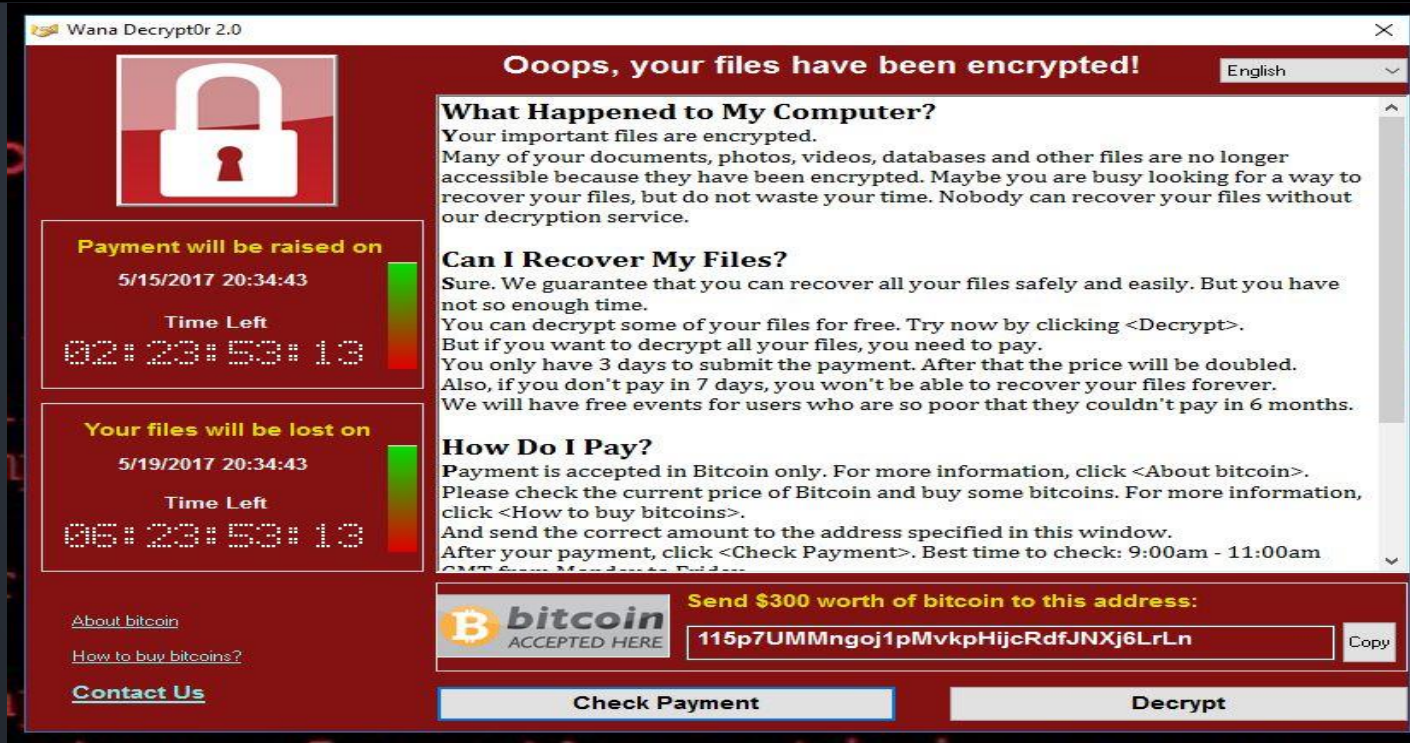 Wana Decrypt0r 2.0
Ooops, your files have been encrypted!
English
Payment will be raised on
5/15/2017 20:34:43
Time Left
02:23:53:13
Your files will be lost on
5/19/2017 20:34:43
Time Left
06:23:53:13
About bitcoin
How to buy bitcoins?
Contact Us
What Happened to My Computer?
Your important files are encrypted.
Many of your documents, photos, videos, databases and other files are no longer
accessible because they have been encrypted. Maybe you are busy looking for a way to
recover your files, but do not waste your time. Nobody can recover your files without
our decryption service.
Can I Recover My Files?
Sure. We guarantee that you can recover all your files safely and easily. But you have
not so enough time.
You can decrypt some of your files for free. Try now by clicking <Decrypt>.
But if you want to decrypt all your files, you need to pay.
You only have 3 days to submit the payment. After that the price will be doubled.
Also, if you don't pay in 7 days, you won't be able to recover your files forever.
We will have free events for users who are so poor that they couldn't pay in 6 months.
How Do I Pay?
Payment is accepted in Bitcoin only. For more information, click <About bitcoin>.
Please check the current price of Bitcoin and buy some bitcoins. For more information,
click <How to buy bitcoins>.
And send the correct amount to the address specified in this window.
After your payment, click <Check Payment>. Best time to check: 9:00am - 11:00am
GMT from Monday to Friday
bitcoin
ACCEPTED HERE
Send $300 worth of bitcoin to this address:
115p7UMMngoj1pMvkpHijcRdfJNXj6LrLn
Copy
Check Payment
Decrypt